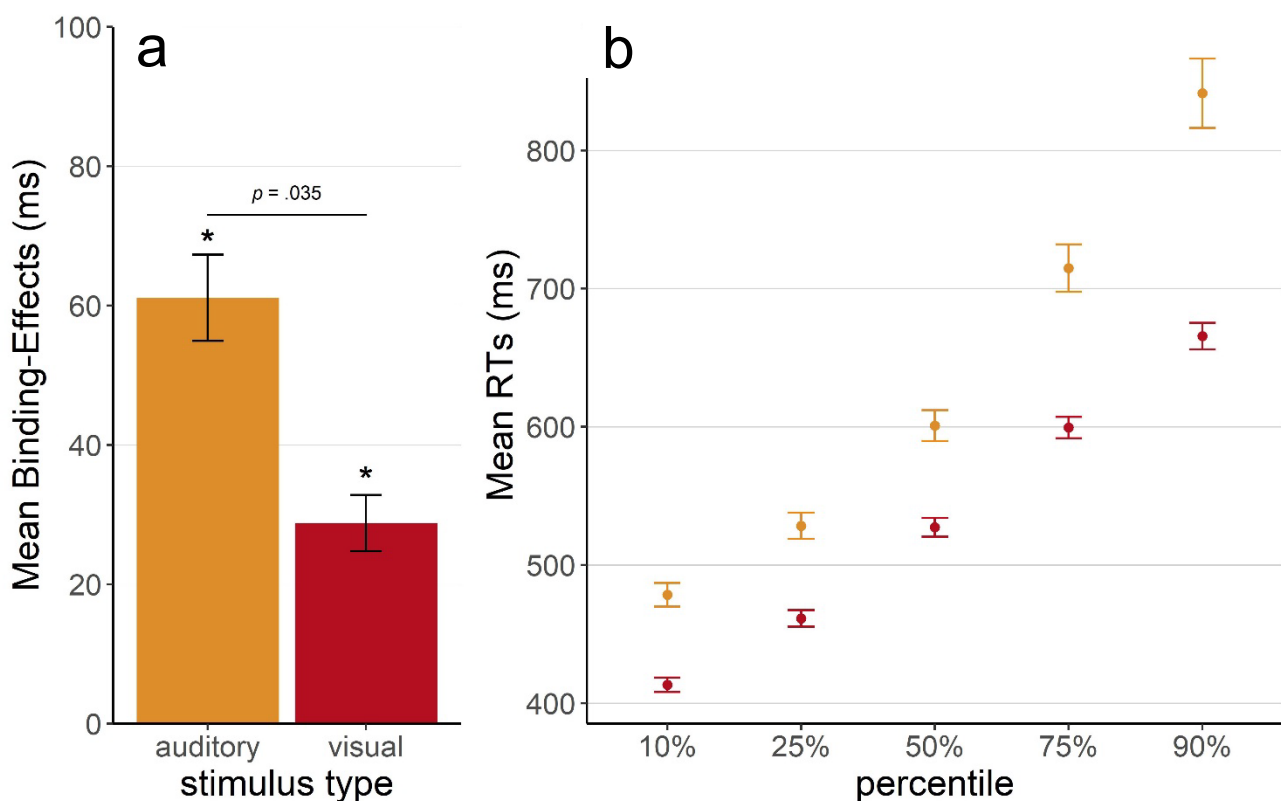 a
Mean Binding-Effects (ms)
100
80
60
40
20
0
p = .035
*
*
auditory
visual
stimulus type
b
Mean RTs (ms)
800
700
600
500
400
10%
25%
50%
75%
90%
percentile